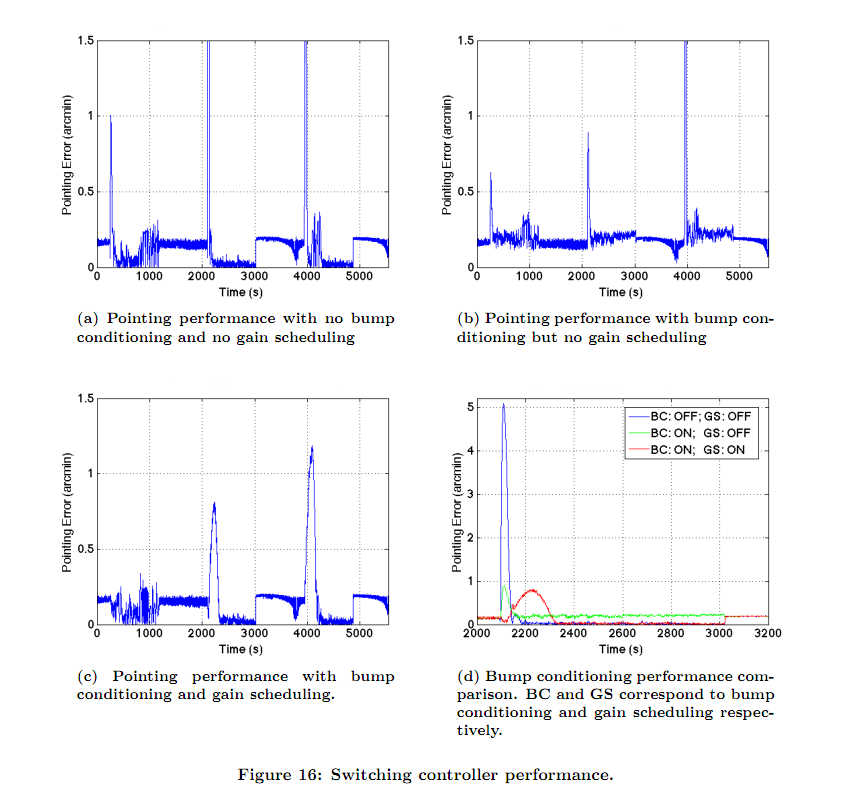 1.5
1
0.5
0
0 1000 2000 3000 4000 5000
Pointing Error (arcmin)
Time (s)
(a) Pointing performance with no bump
conditioning and no gain scheduling
1.5
1
0.5
0
0 1000 2000 3000 4000 5000
Pointing Error (arcmin)
Time (s)
(b) Pointing performance with bump con-
ditioning but no gain scheduling
1.5
1
0.5
0
0 1000 2000 3000 4000 5000
Pointing Error (arcmin)
Time (s)
(c) Pointing performance with bump
conditioning and gain scheduling.
5
4
3
2
1
0
2000 2200 2400 2600 2800 3000 3200
Pointing Error (arcmin)
Time (s)
BC: OFF; GS: OFF
BC: ON; GS: OFF
BC: ON; GS: ON
(d) Bump conditioning performance com-
parison. BC and GS correspond to bump
conditioning and gain scheduling respec-
tively.
Figure 16: Switching controller performance.